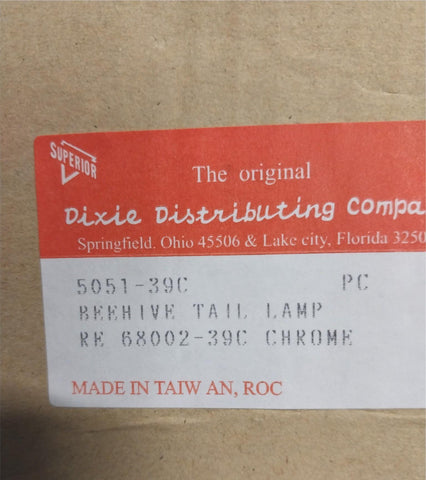 SUPERIOR
The original
Dixie Distributing Compa
Springfield, Ohio 45506 & Lake city, Florida 3250
5051-39C PC
BEEHIVE TAIL LAMP
RE 68002-39C CHROME
MADE IN TAIW AN, ROC